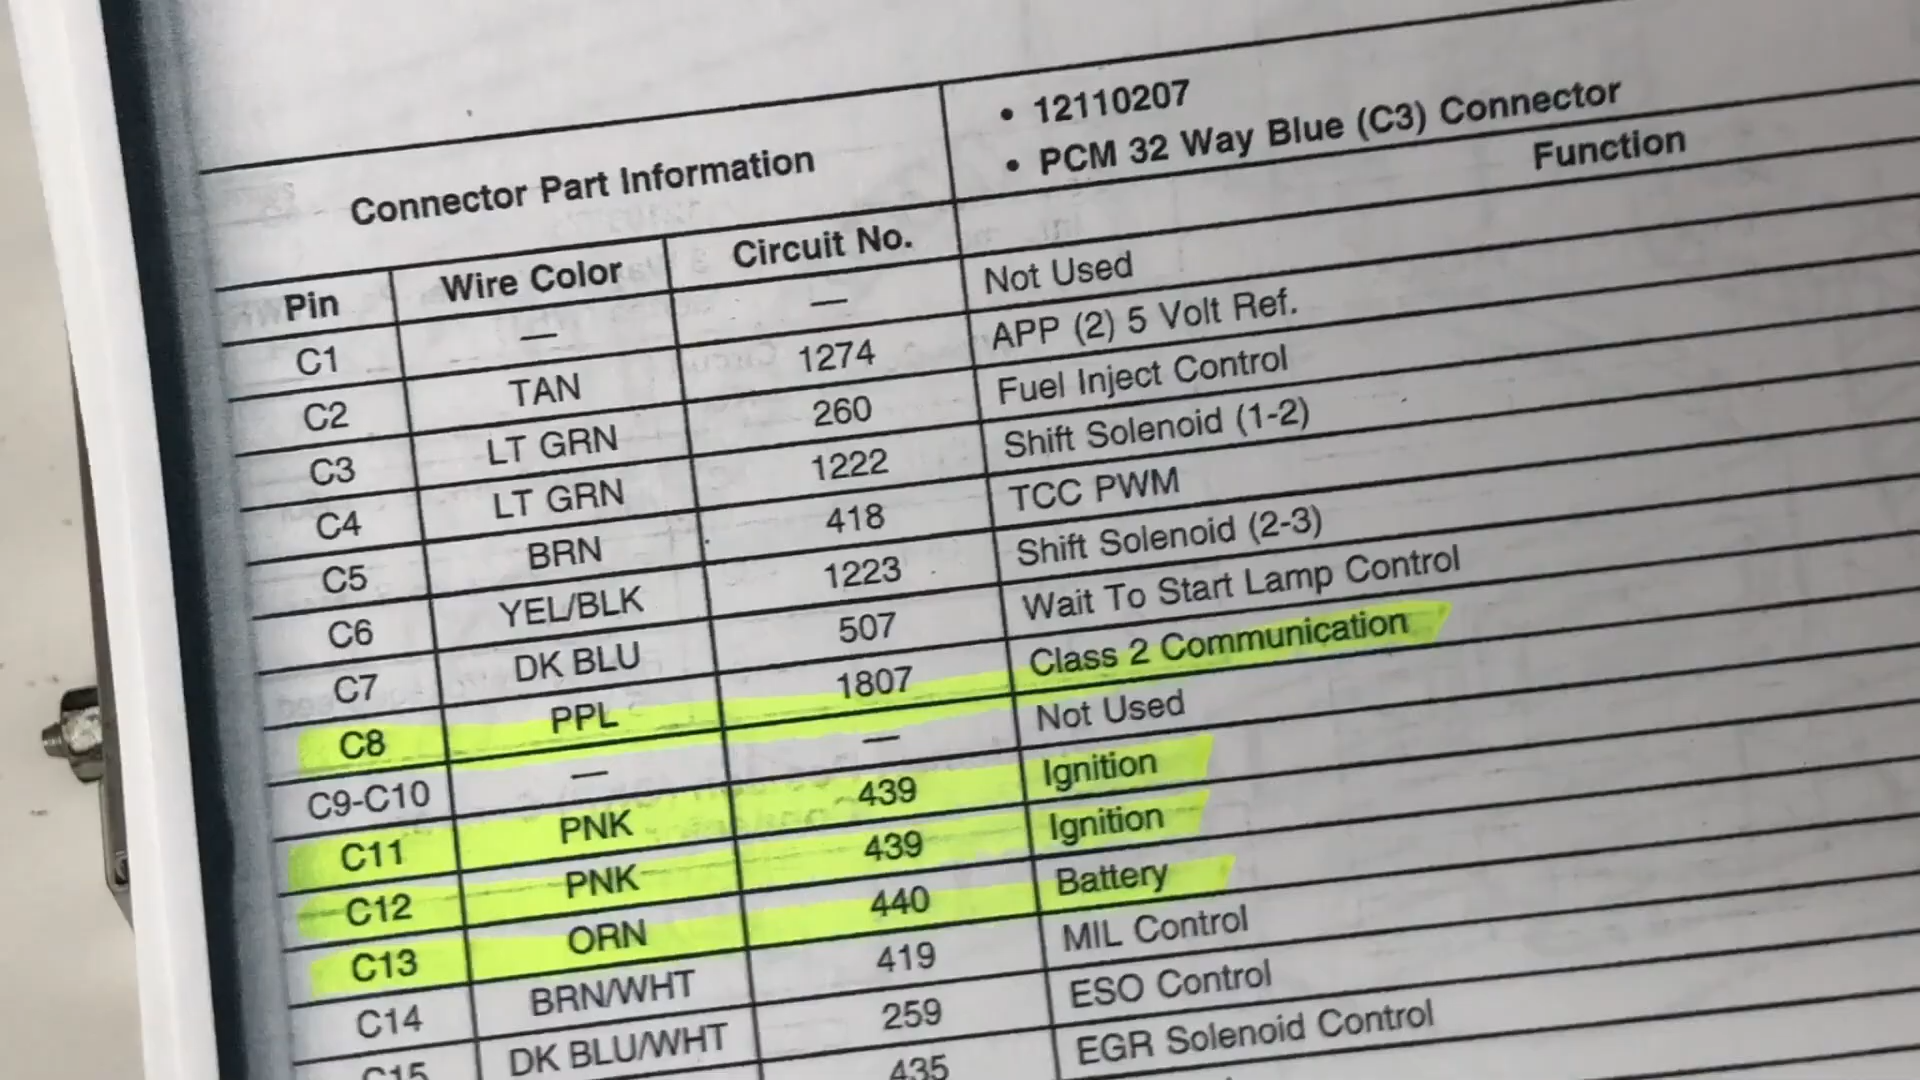 Connector Part Information
• 12110207
• PCM 32 Way Blue (C3) Connector
Pin Wire Color Circuit No. Function
C1 — — Not Used
C2 TAN 1274 APP (2) 5 Volt Ref.
C3 LT GRN 260 Fuel Inject Control
C4 LT GRN 1222 Shift Solenoid (1-2)
C5 BRN 418 TCC PWM
C6 YEL/BLK 1223 Shift Solenoid (2-3)
C7 DK BLU 507 Wait To Start Lamp Control
C8 PPL 1807 Class 2 Communication
C9-C10 — — Not Used
C11 PNK 439 Ignition
C12 PNK 439 Ignition
C13 ORN 440 Battery
C14 BRN/WHT 419 MIL Control
C15 DK BLU/WHT 259 ESO Control
435 EGR Solenoid Control